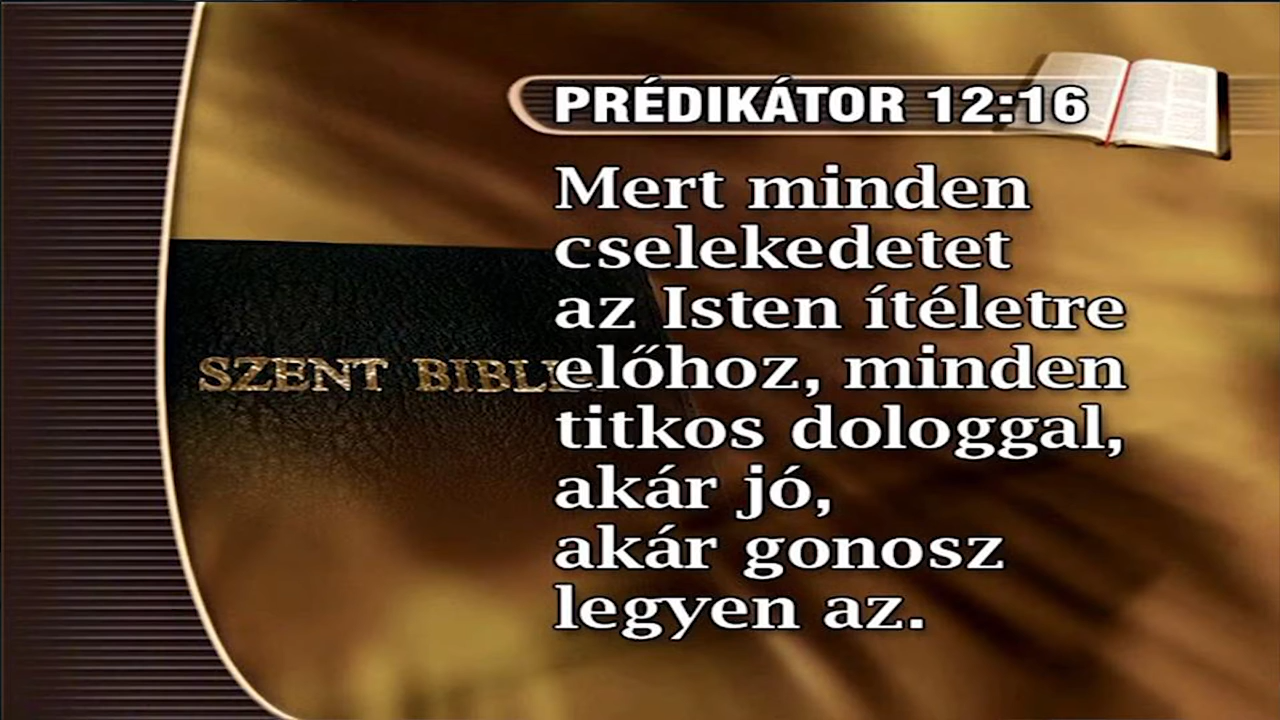 PRÉDIKÁTOR 12:16
Mert minden
cselekedetet
az Isten ítéletre
előhoz, minden
titkos dologgal,
akár jó,
akár gonosz
legyen az.
SZENT BIBL